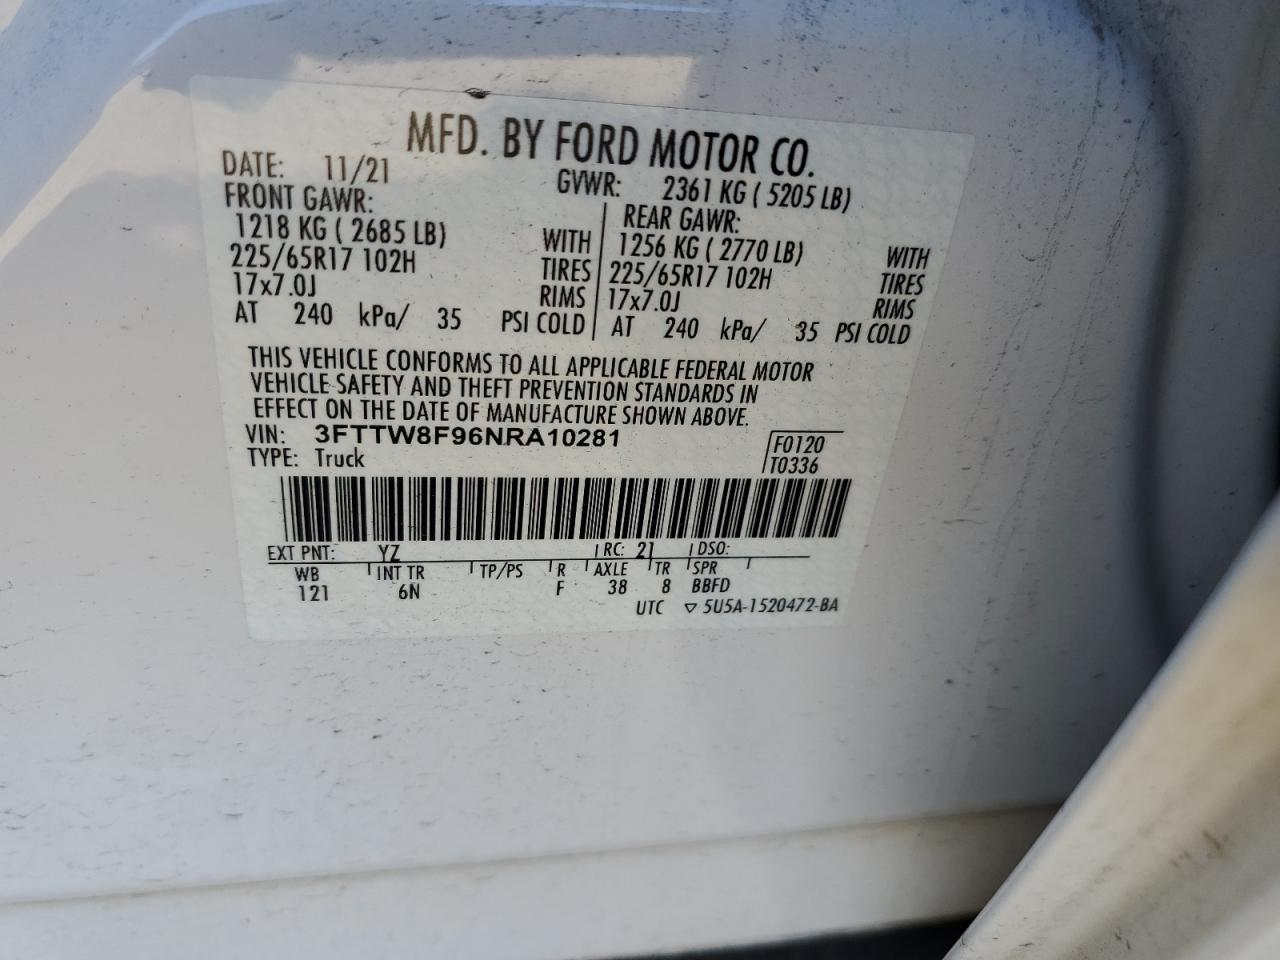 MFD. BY FORD MOTOR CO.
DATE: 11/21 GVWR: 2361 KG ( 5205 LB)
FRONT GAWR: REAR GAWR:
1218 KG ( 2685 LB) WITH 1256 KG ( 2770 LB) WITH
225/65R17 102H TIRES 225/65R17 102H TIRES
17x7.0J RIMS 17x7.0J RIMS
AT 240 kPa/ 35 PSI COLD AT 240 kPa/ 35 PSI COLD
THIS VEHICLE CONFORMS TO ALL APPLICABLE FEDERAL MOTOR
VEHICLE SAFETY AND THEFT PREVENTION STANDARDS IN
EFFECT ON THE DATE OF MANUFACTURE SHOWN ABOVE.
VIN: 3FTTW8F96NRA10281 F0120
TYPE: Truck T0336
EXT PNT: YZ RC: 21 DSO:
WB INT TR TP/PS R AXLE TR SPR
121 6N F 38 8 BBFD
UTC ▽ 5U5A-1520472-BA